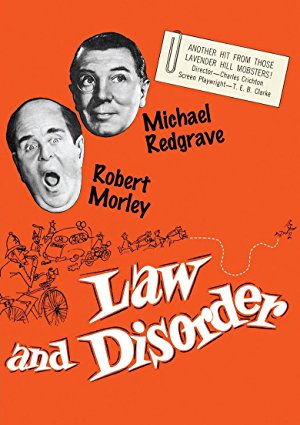 ANOTHER HIT FROM THOSE
LAVENDER HILL MOBSTERS!
Director—Charles Crichton
Screen Playwright—T. E. B. Clarke
Michael
Redgrave
Robert
Morley
Law
and Disorder